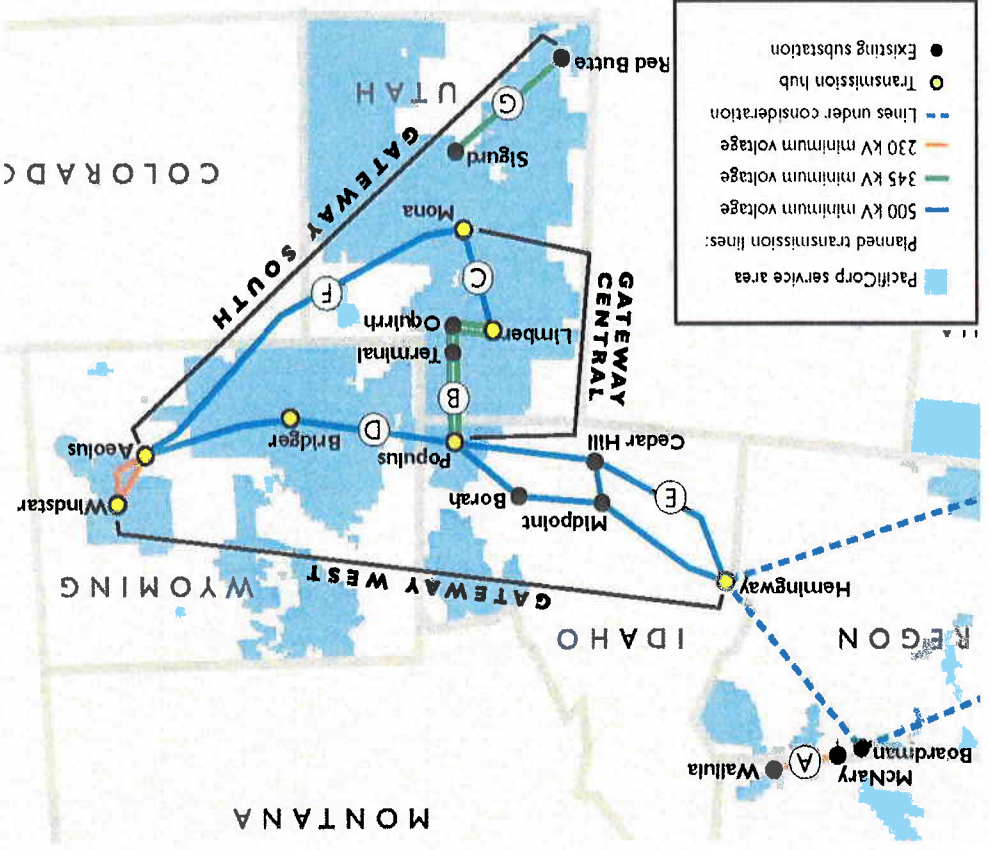 MONTANA
McNary
A
Wallula
Boardman
REGON
IDAHO
Hemingway
GATEWAY WEST
WYOMING
Midpoint
Borah
E
Windstar
Cedar Hill
Populus
D
Bridger
Aeolus
B
GATEWAY
CENTRAL
Terminal
Limber
Oquirrh
C
F
GATEWAY SOUTH
Mona
Sigurd
COLORADO
G
UTAH
Red Butte
PacifiCorp service area
Planned transmission lines:
500 kV minimum voltage
345 kV minimum voltage
230 kV minimum voltage
Lines under consideration
Transmission hub
Existing substation